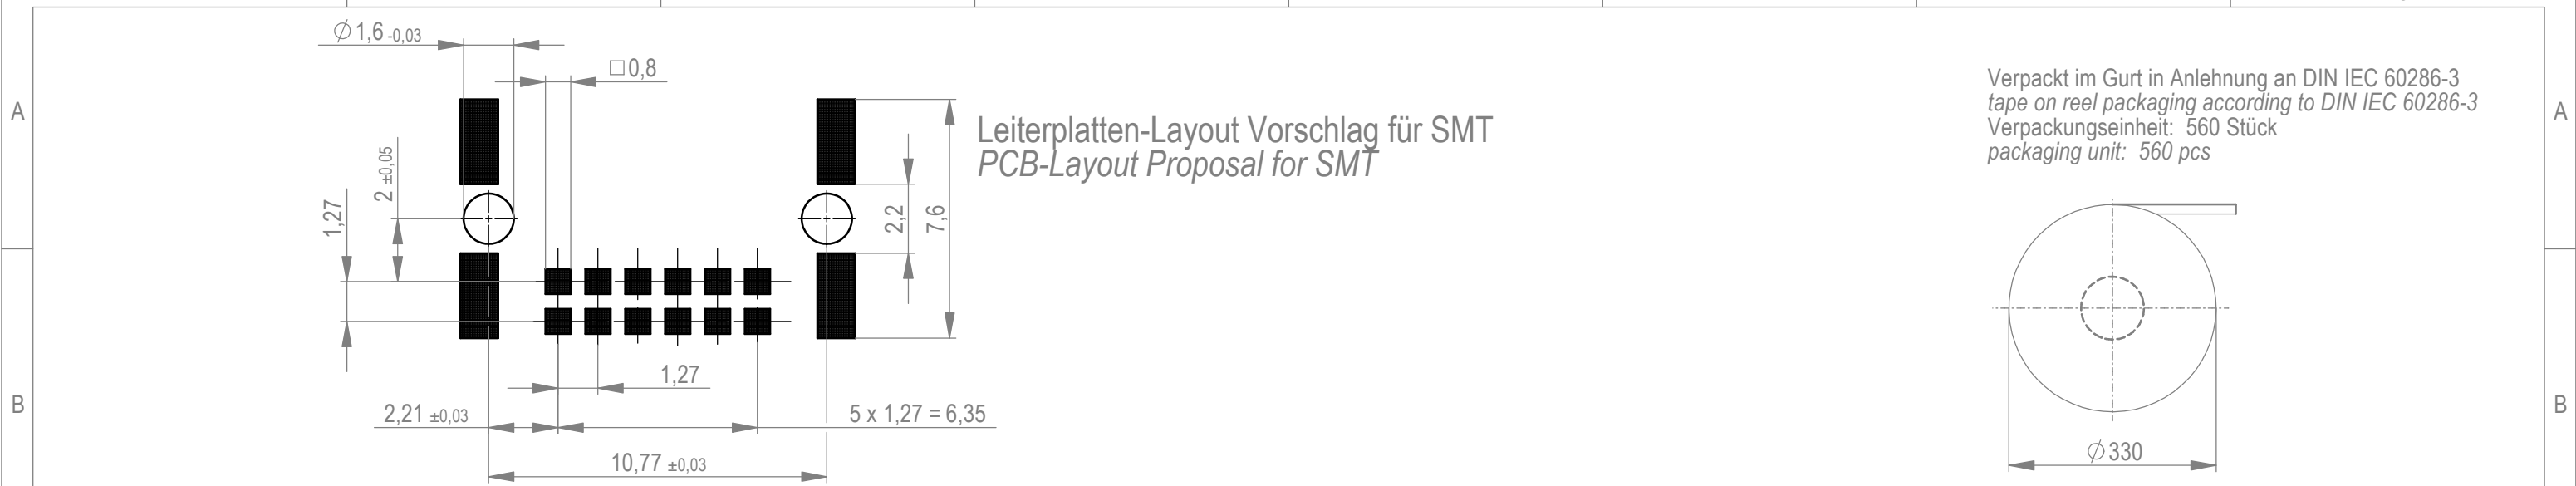 ⌀1,6 -0,03
□0,8
A
2 ±0,05
1,27
2,2
7,6
Leiterplatten-Layout Vorschlag für SMT
PCB-Layout Proposal for SMT
Verpackt im Gurt in Anlehnung an DIN IEC 60286-3
tape on reel packaging according to DIN IEC 60286-3
Verpackungseinheit: 560 Stück
packaging unit: 560 pcs
A
B
1,27
2,21 ±0,03
5 x 1,27 = 6,35
10,77 ±0,03
⌀330
B